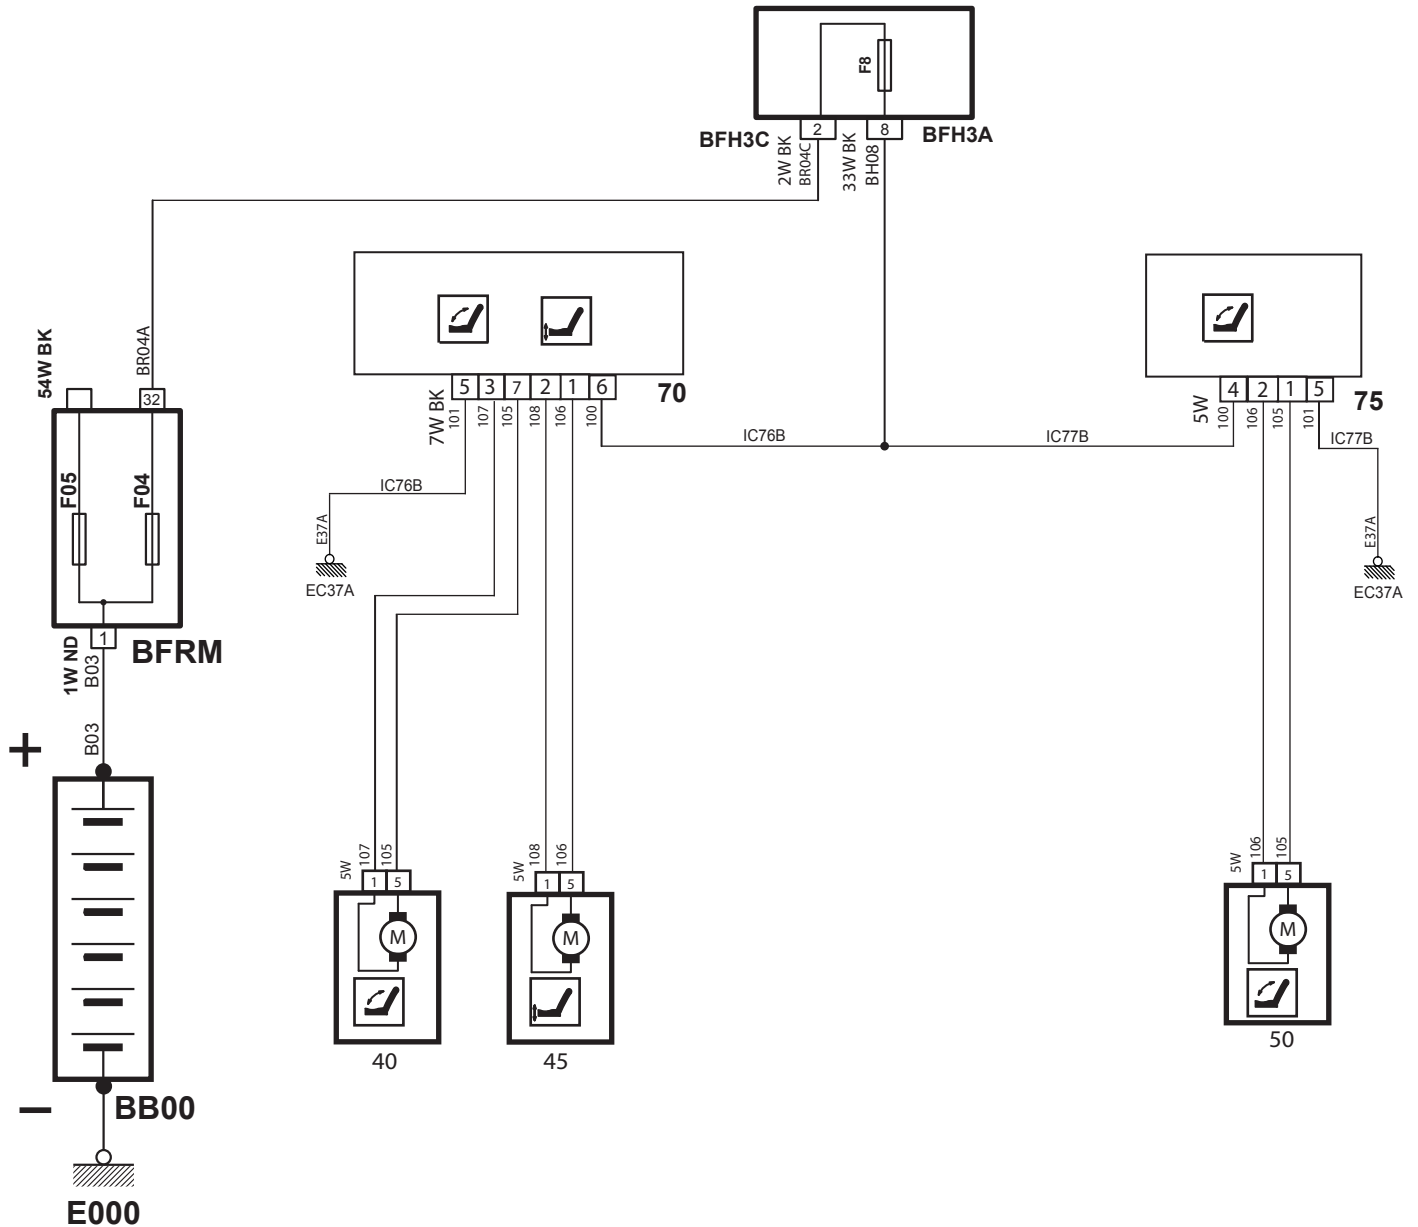 F8
BFH3C
2
8
BFH3A
2W BK
BR04C
33W BK
BH08
54W BK
BR04A
32
F05
F04
1
BFRM
1W ND
B03
B03
+
−
BB00
E000
5
3
7
2
1
6
70
7W BK
101
107
105
108
106
100
IC76B
IC76B
E37A
EC37A
4
2
1
5
75
5W
100
106
105
101
IC77B
IC77B
E37A
EC37A
5W
107
105
1
5
M
40
5W
108
106
1
5
M
45
5W
106
105
1
5
M
50